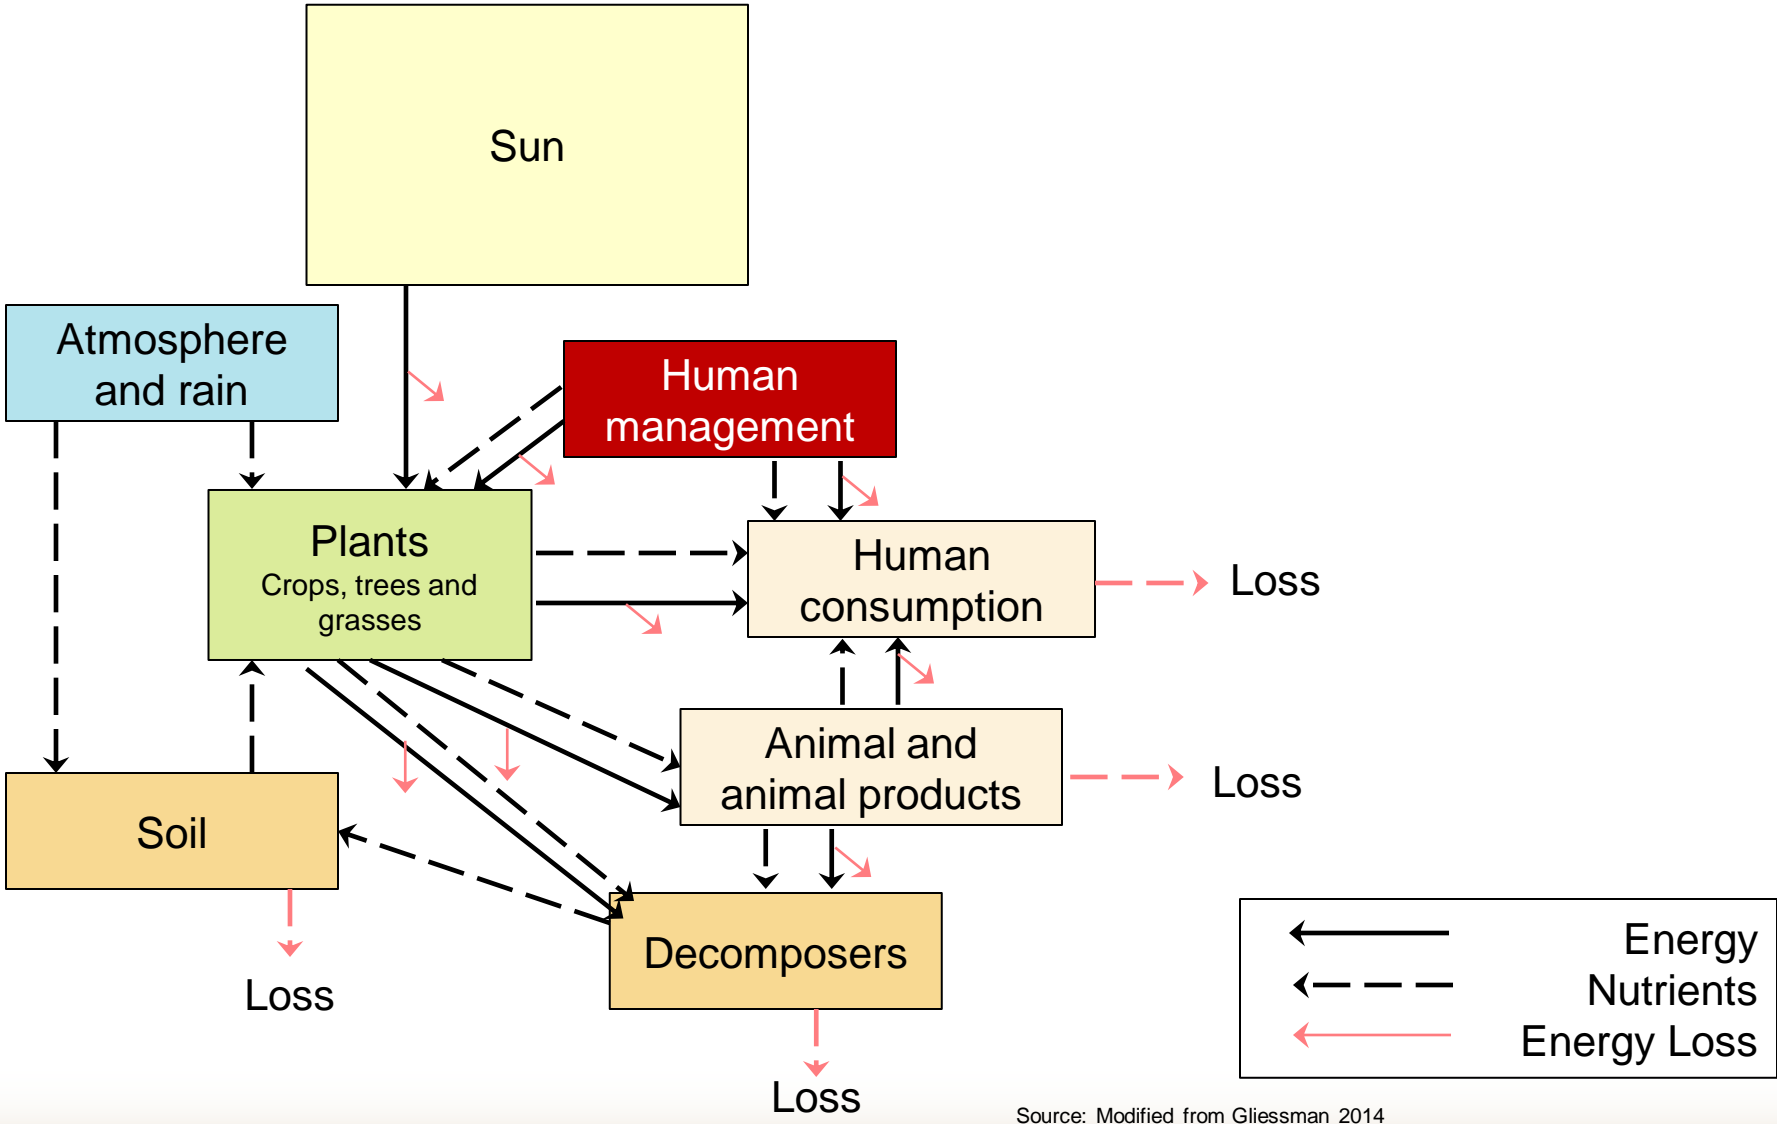 Sun
Atmosphere
and rain
Human
management
Plants
Crops, trees and
grasses
Human
consumption
Loss
Animal and
animal products
Loss
Soil
Loss
Decomposers
Loss
Energy
Nutrients
Energy Loss
Source: Modified from Gliessman 2014